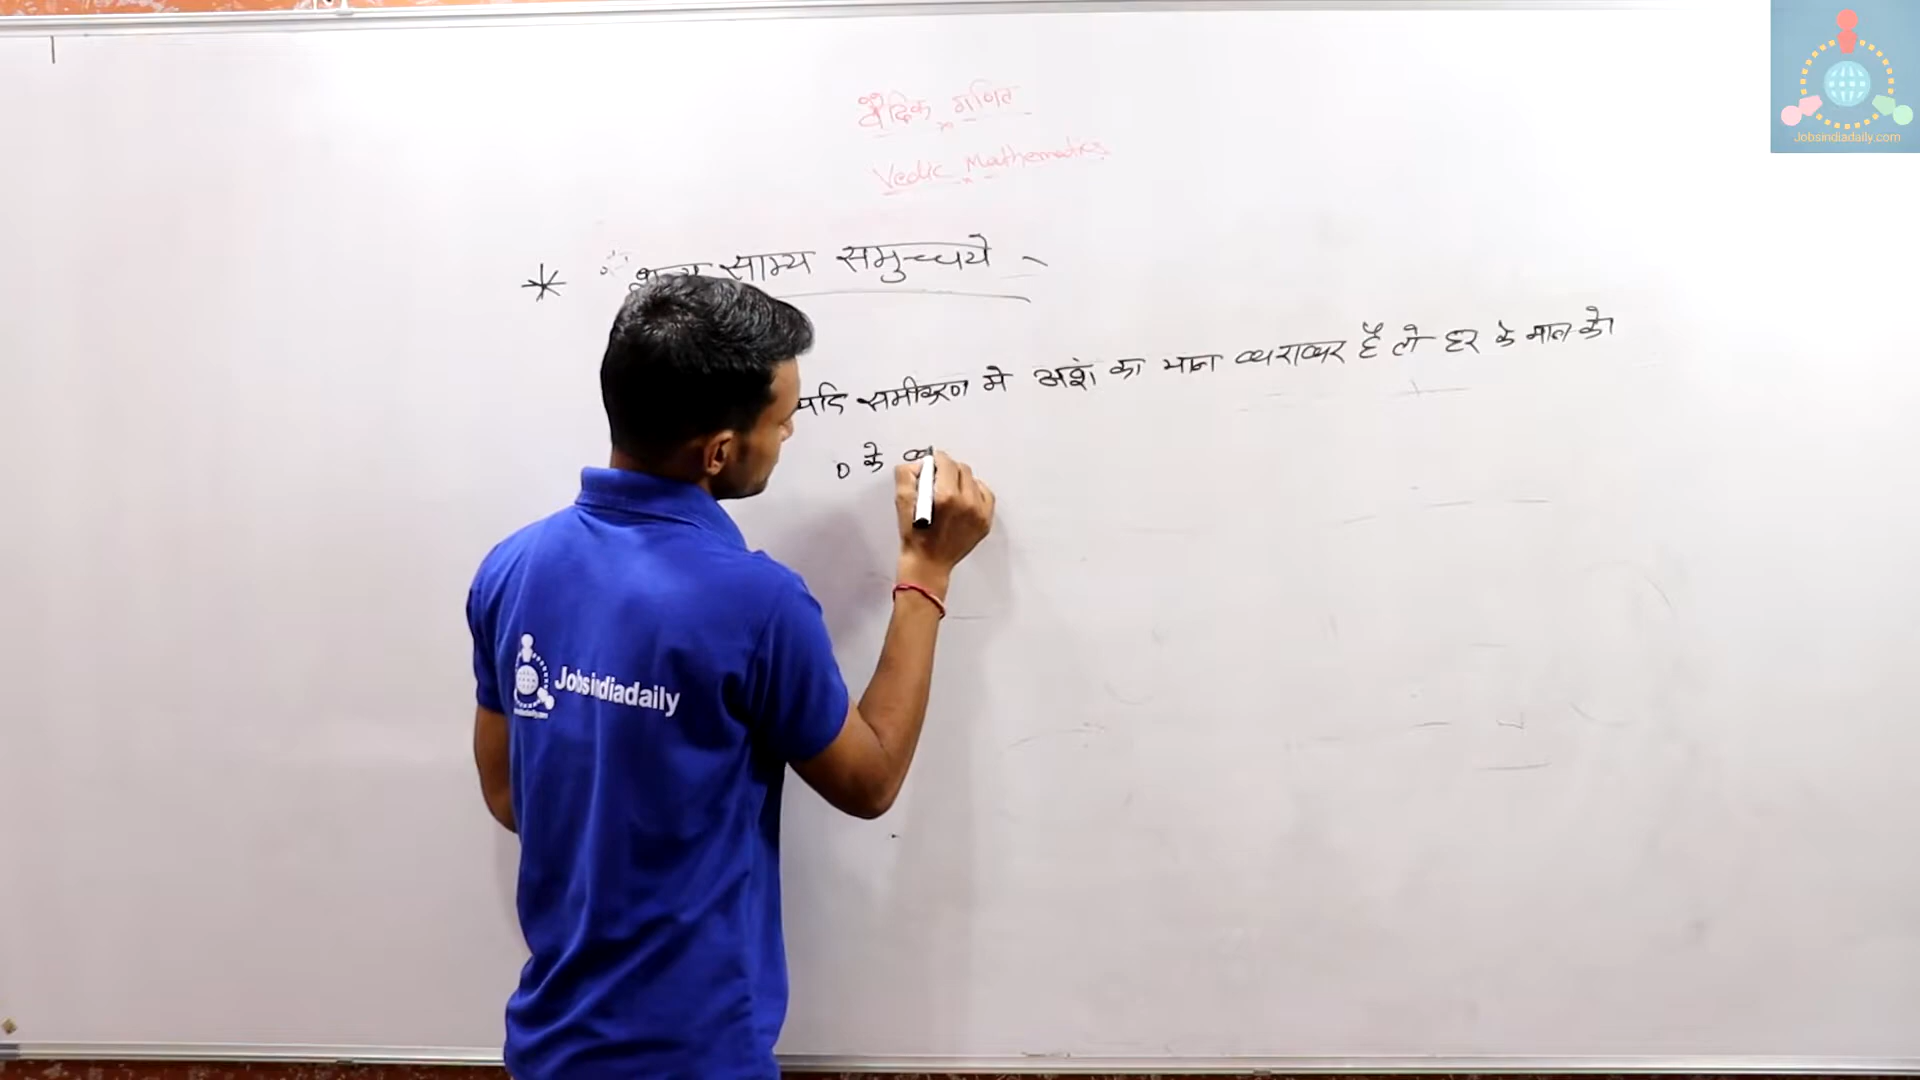 वैदिक गणित
Vedic Mathematics
Jobsindiadaily.com
* शून्य साम्य समुच्चये -
यदि समीकरण मे अंश का मान बराबर है तो हर के मान को
0 के
Jobsindiadaily